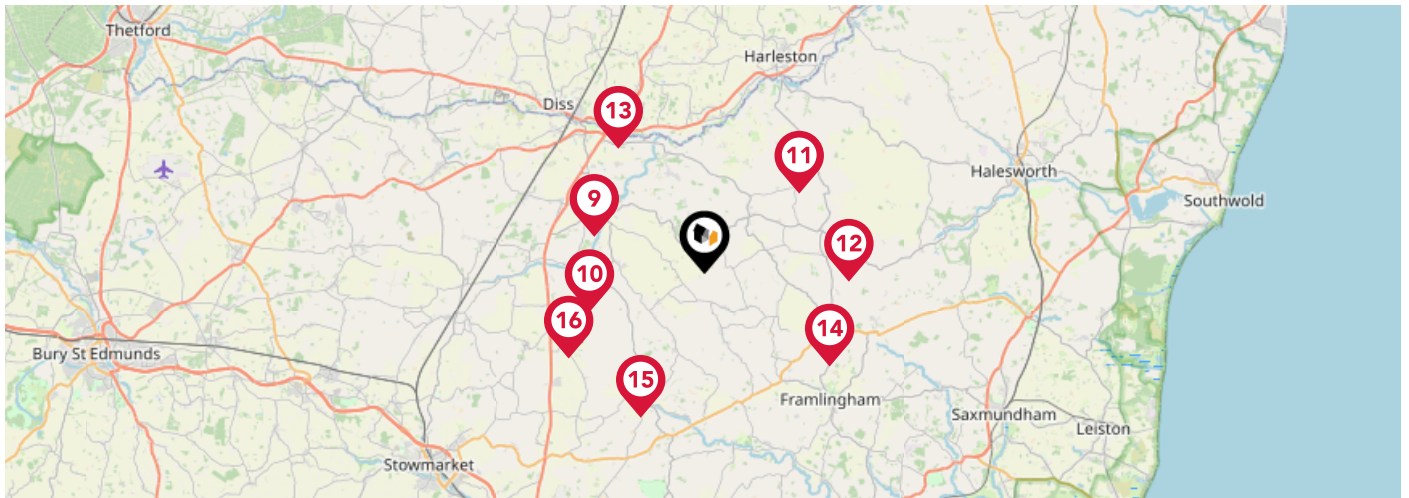 Thetford
Harleston
Diss
13
11
Halesworth
9
Southwold
12
10
16
14
Bury St Edmunds
15
Framlingham
Saxmundham
Leiston
Stowmarket